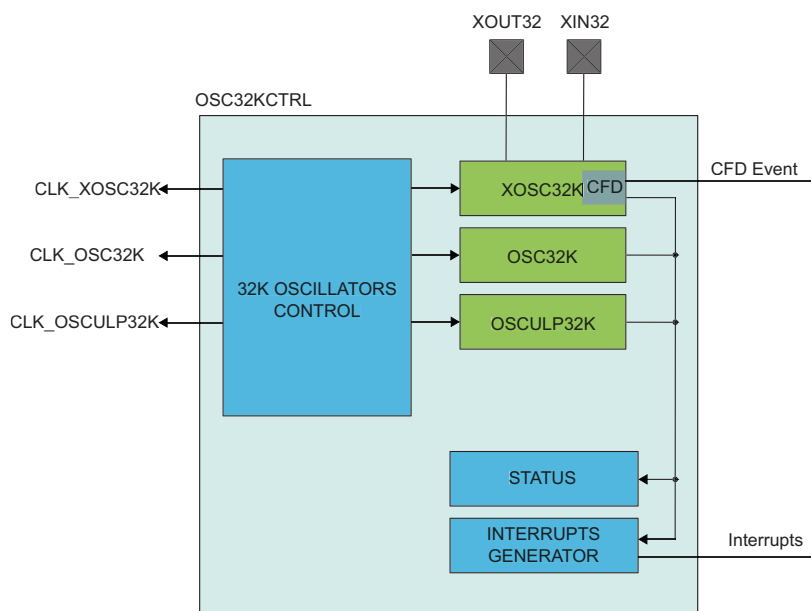 XOUT32
XIN32
OSC32KCTRL
CFD Event
CLK_XOSC32K
XOSC32K
CFD
CLK_OSC32K
OSC32K
32K OSCILLATORS
CONTROL
CLK_OSCULP32K
OSCULP32K
STATUS
INTERRUPTS
GENERATOR
Interrupts